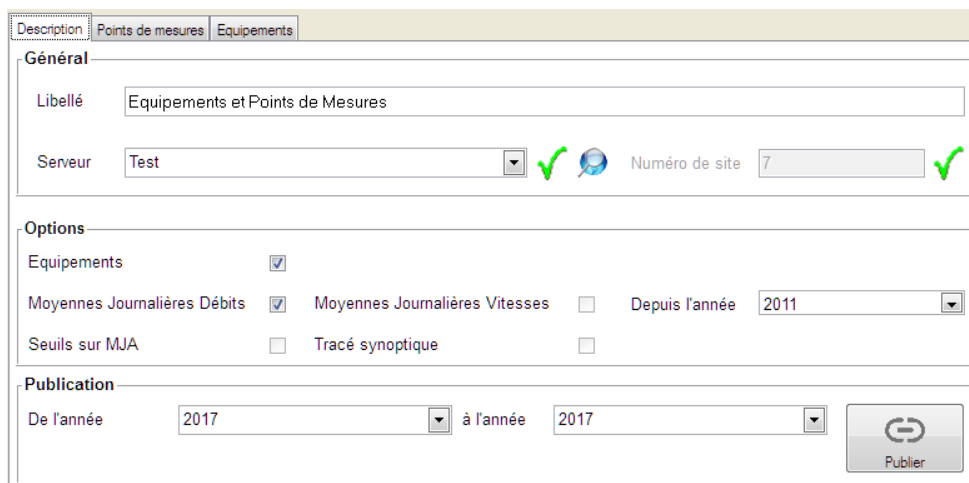 Description Points de mesures Equipements
Général
Libellé Equipements et Points de Mesures
Serveur Test Numéro de site 7
Options
Equipements
Moyennes Journalières Débits Moyennes Journalières Vitesses Depuis l'année 2011
Seuils sur MJA Tracé synoptique
Publication
De l'année 2017 à l'année 2017
Publier